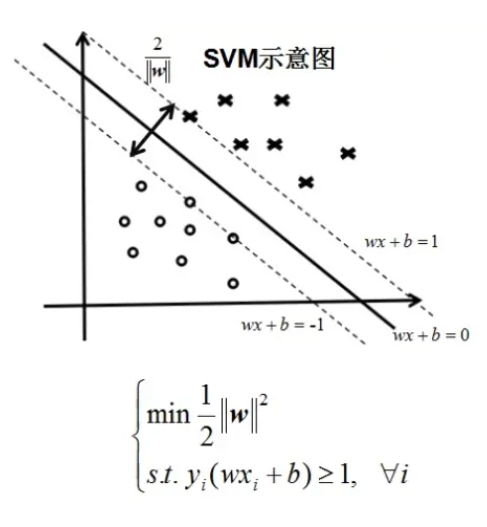 2/‖w‖
SVM示意图
wx + b = 1
wx + b = -1
wx + b = 0
min 1/2 ‖w‖²
s.t. yᵢ(wxᵢ + b) ≥ 1, ∀i